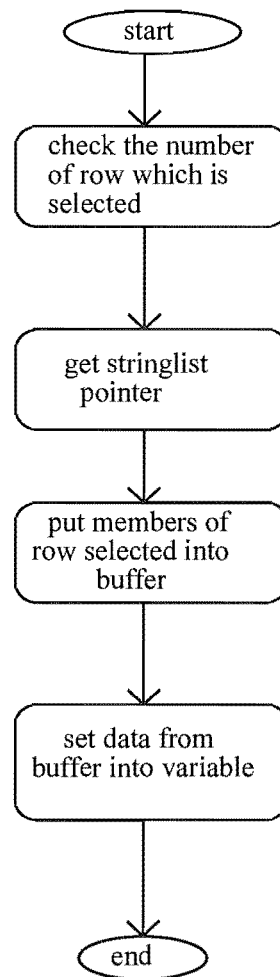 start
check the number
of row which is
selected
get stringlist
pointer
put members of
row selected into
buffer
set data from
buffer into variable
end